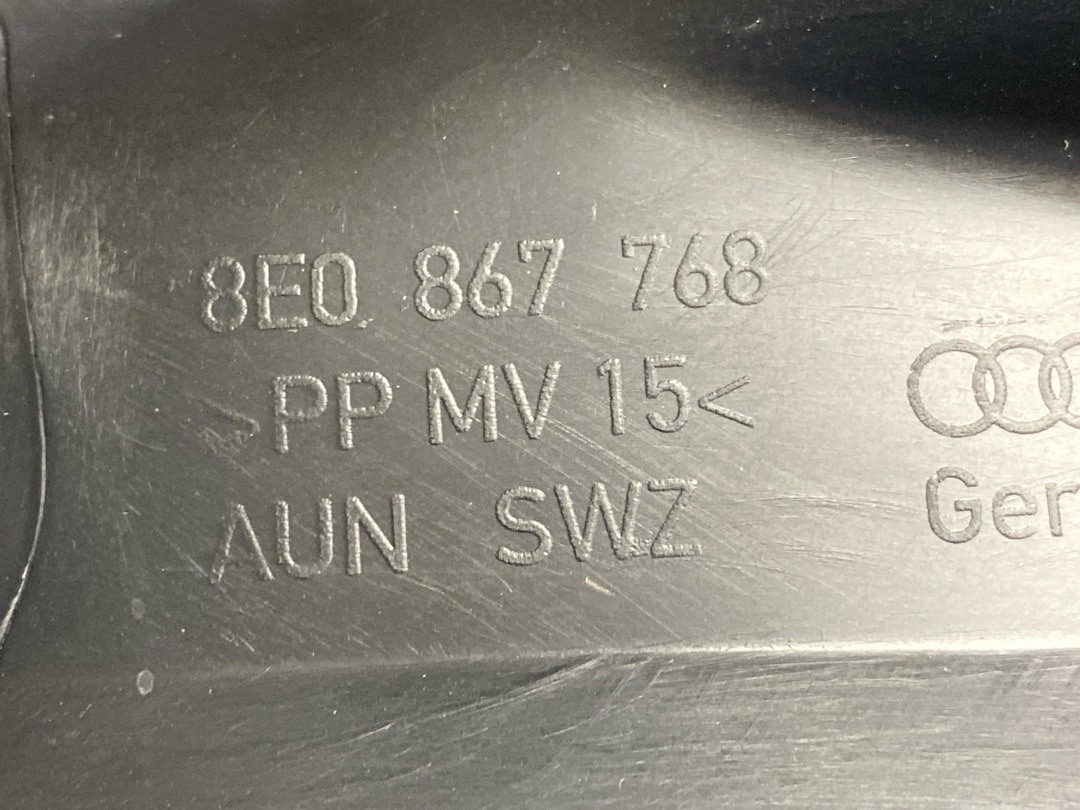 8E0 867 768
>PP MV 15<
AUN SWZ
Ger